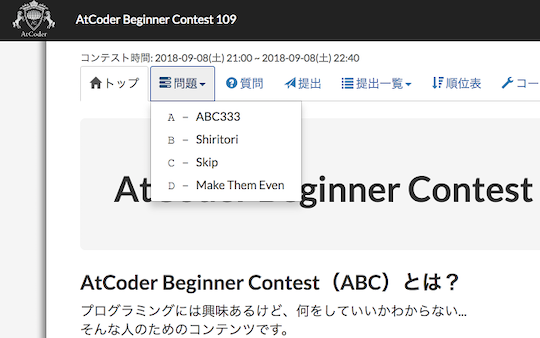 AtCoder
AtCoder Beginner Contest 109
コンテスト時間: 2018-09-08(土) 21:00 ~ 2018-09-08(土) 22:40
トップ 問題 質問 提出 提出一覧 順位表 コー
A - ABC333
B - Shiritori
C - Skip
D - Make Them Even
AtCoder Beginner Contest
AtCoder Beginner Contest（ABC）とは？
プログラミングには興味あるけど、何をしていいかわからない...
そんな人のためのコンテンツです。